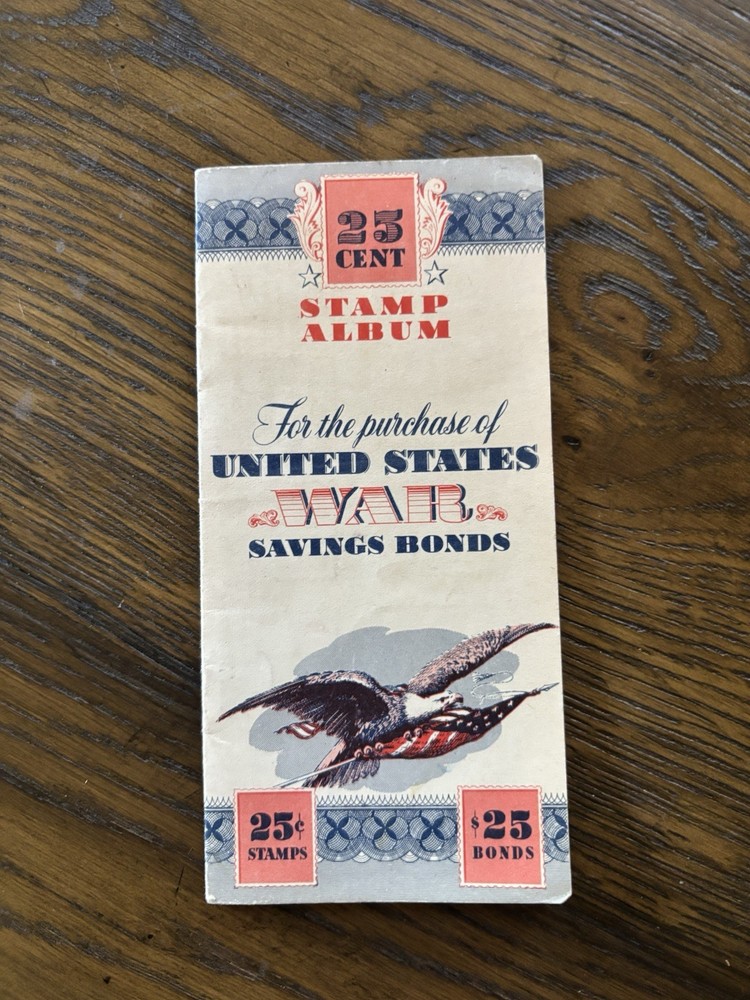 25
CENT
STAMP
ALBUM
For the purchase of
UNITED STATES
WAR
SAVINGS BONDS
25¢
STAMPS
$25
BONDS